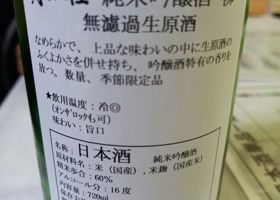 純米吟醸酒
無濾過生原酒
なめらかで、上品な味わいの中に生原酒の
ふくよかさを併せ持ち、吟醸酒特有の香りを
放つ。数量、季節限定品
★飲用温度：冷◎
(オンザロックも可)
味わい：旨口
名称：日本酒 純米吟醸酒
原材料名：米（国産）,米麹（国産）
精米歩合：60%
アルコール分：16度
内容量：720ml